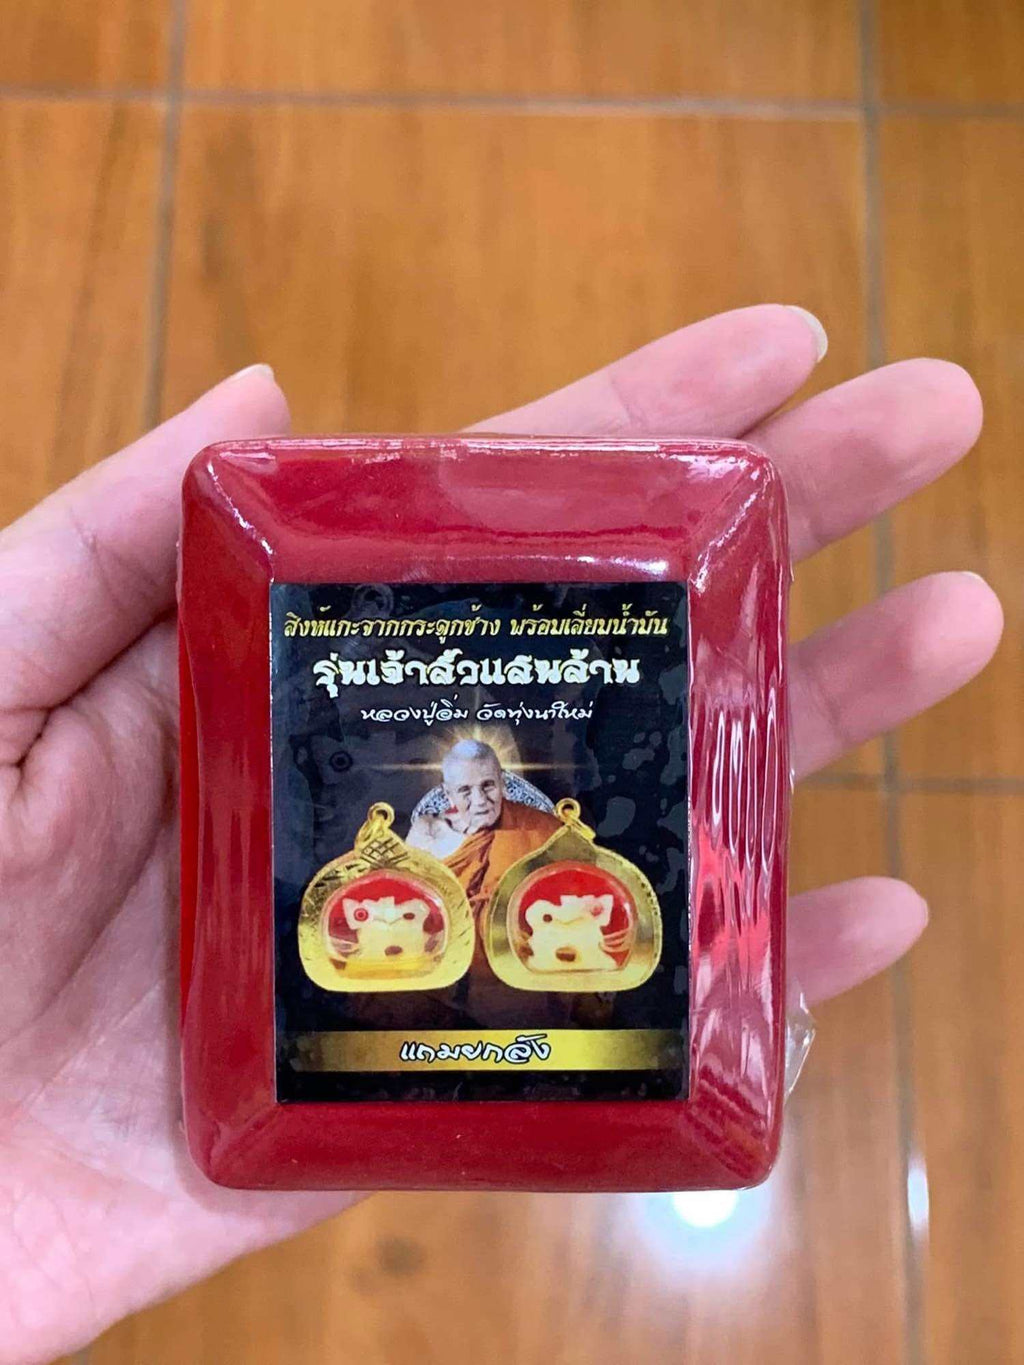 สิงห์แกะจากกระดูกช้าง พร้อมเลี่ยมน้ำมัน
รุ่นเจ้าสัวแสนล้าน
หลวงปู่อิ่ม วัดทุ่งนาใหม่
แถมยกลัง